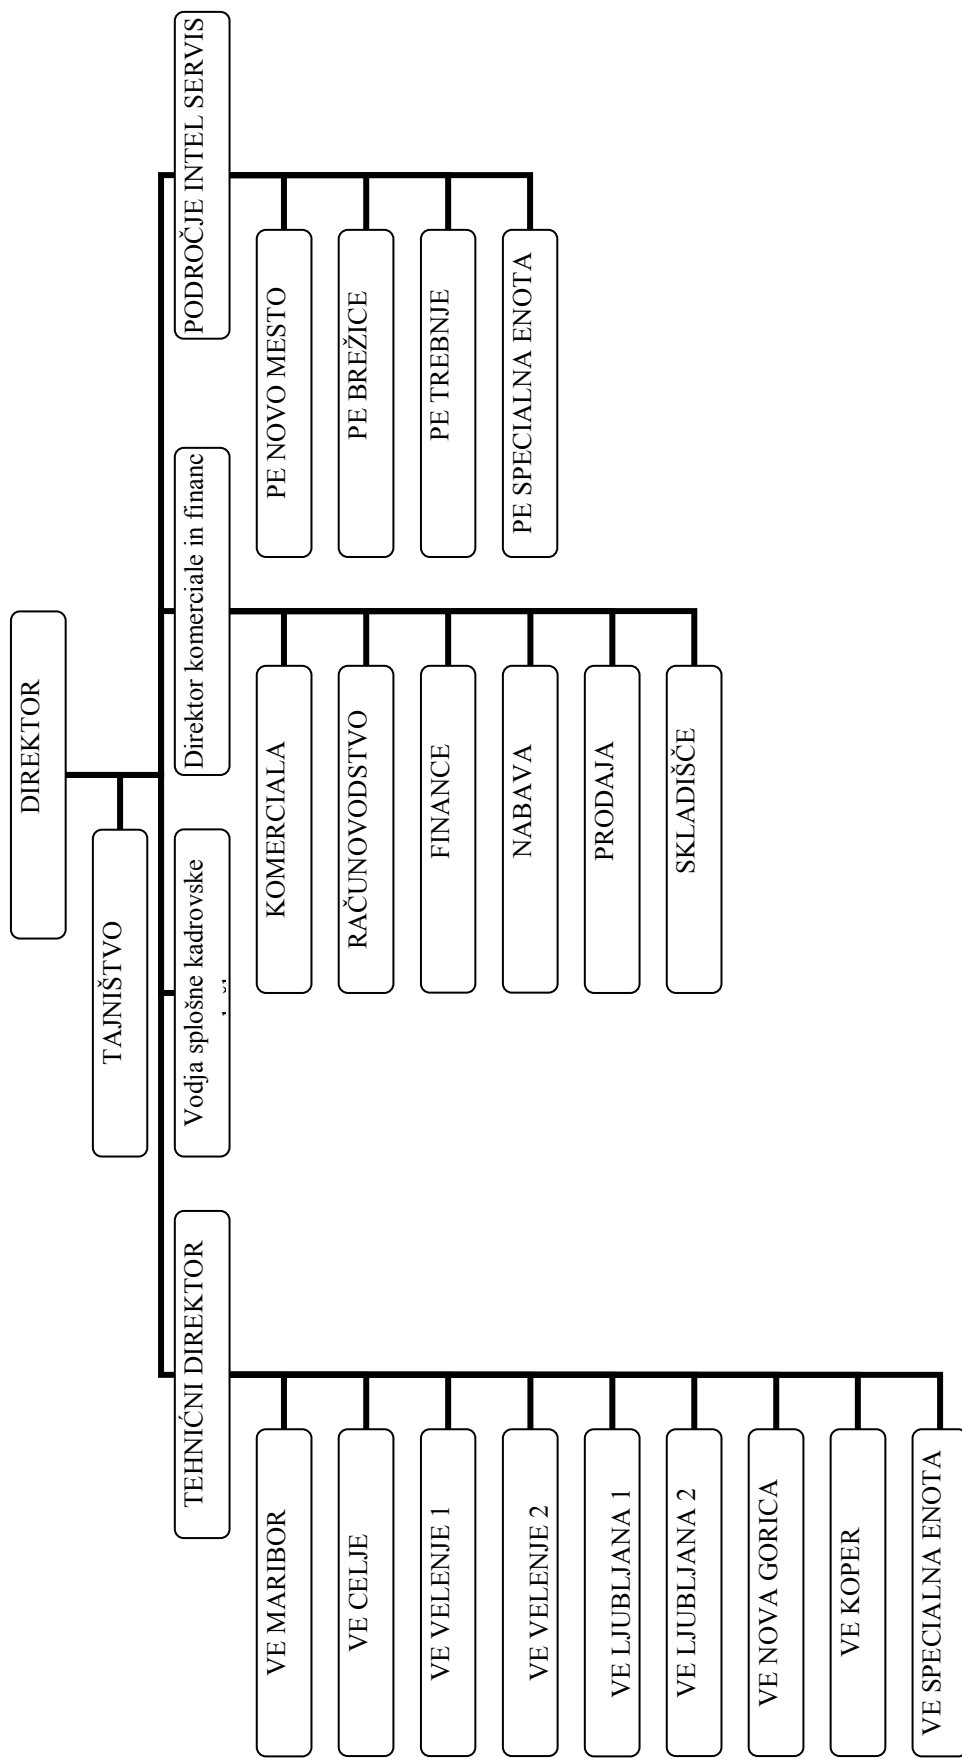 DIREKTOR
TAJNIŠTVO
TEHNIĆNI DIREKTOR
Vodja splošne kadrovske
Direktor komerciale in financ
PODROČJE INTEL SERVIS
VE MARIBOR
VE CELJE
VE VELENJE 1
VE VELENJE 2
VE LJUBLJANA 1
VE LJUBLJANA 2
VE NOVA GORICA
VE KOPER
VE SPECIALNA ENOTA
KOMERCIALA
RAČUNOVODSTVO
FINANCE
NABAVA
PRODAJA
SKLADIŠČE
PE NOVO MESTO
PE BREŽICE
PE TREBNJE
PE SPECIALNA ENOTA